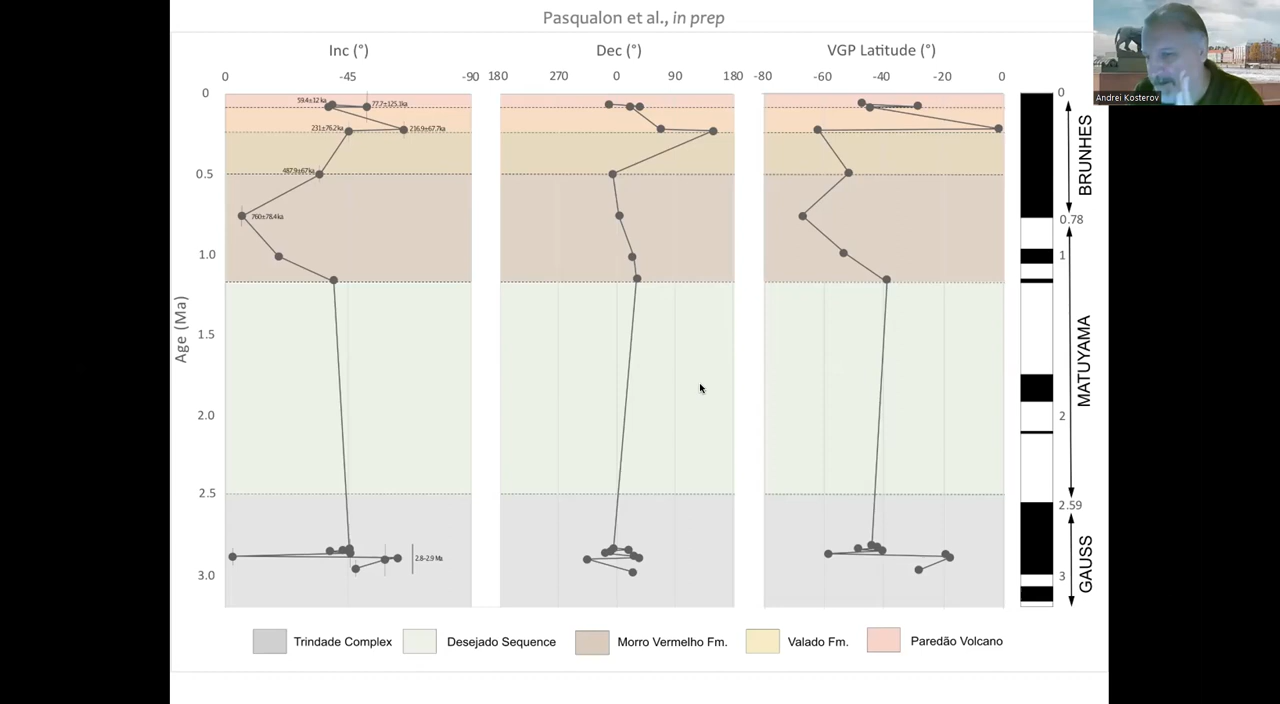 Pasqualon et al., in prep
Inc (°) Dec (°) VGP Latitude (°)
0 -45 -90 180 270 0 90 180 -80 -60 -40 -20 0
Andrei Kosterov
0
0.5
1.0
1.5
2.0
2.5
3.0
Age (Ma)
59.4±12 ka
77.7±125.1ka
231±76.2ka
216.9±67.7ka
487.9±67ka
760±78.4ka
2.8-2.9 Ma
0
0.78
1
2
2.59
3
BRUNHES
MATUYAMA
GAUSS
Trindade Complex Desejado Sequence Morro Vermelho Fm. Valado Fm. Paredão Volcano